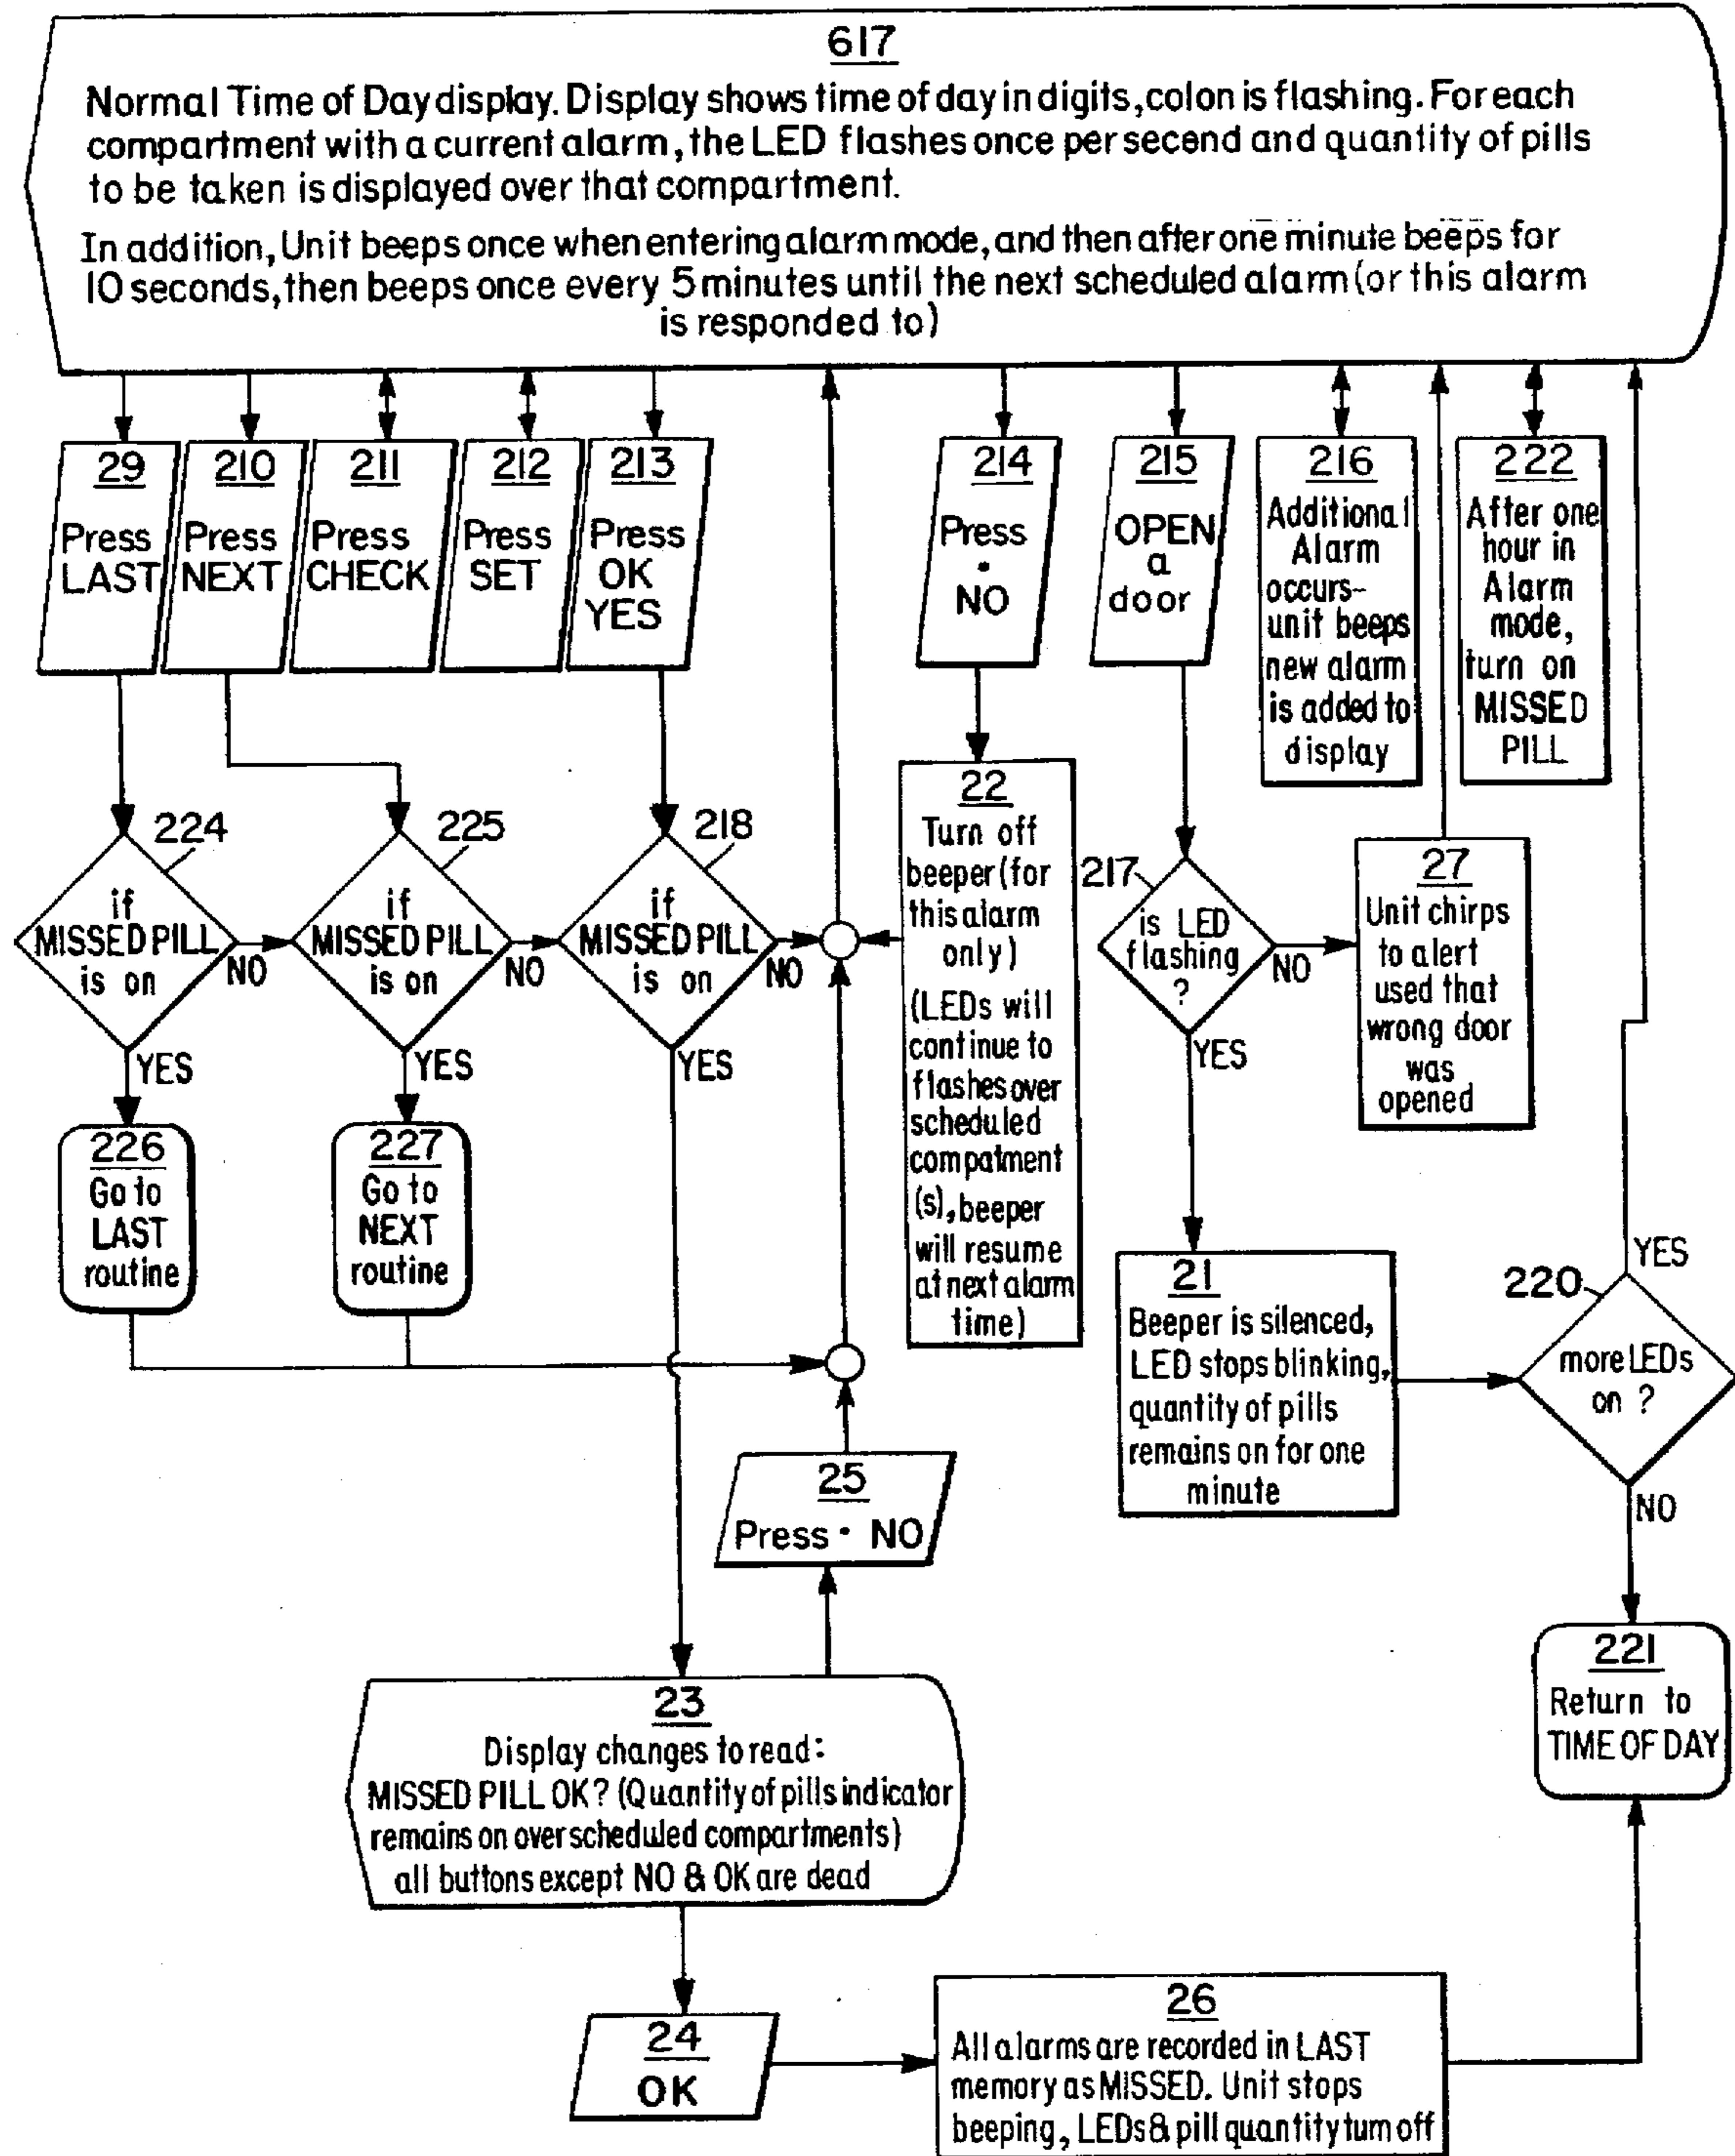 617
Normal Time of Day display. Display shows time of day in digits, colon is flashing. For each
compartment with a current alarm, the LED flashes once per secend and quantity of pills
to be taken is displayed over that compartment.
In addition, Unit beeps once when entering alarm mode, and then after one minute beeps for
10 seconds, then beeps once every 5 minutes until the next scheduled alarm (or this alarm
is responded to)
29
Press
LAST
210
Press
NEXT
211
Press
CHECK
212
Press
SET
213
Press
OK
YES
214
Press
·
NO
215
OPEN
a
door
216
Additional
Alarm
occurs–
unit beeps
new alarm
is added to
display
222
After one
hour in
Alarm
mode,
turn on
MISSED
PILL
224
if
MISSED PILL
is on
NO
YES
225
if
MISSED PILL
is on
NO
YES
218
if
MISSED PILL
is on
NO
YES
22
Turn off
beeper (for
this alarm
only)
(LEDs will
continue to
flashes over
scheduled
compatment
(s), beeper
will resume
at next alarm
time)
217
is LED
flashing
?
NO
YES
27
Unit chirps
to alert
used that
wrong door
was
opened
226
Go to
LAST
routine
227
Go to
NEXT
routine
21
Beeper is silenced,
LED stops blinking,
quantity of pills
remains on for one
minute
220
more LEDs
on ?
YES
NO
25
Press · NO
221
Return to
TIME OF DAY
23
Display changes to read:
MISSED PILL OK? (Quantity of pills indicator
remains on over scheduled compartments)
all buttons except NO & OK are dead
24
OK
26
All alarms are recorded in LAST
memory as MISSED. Unit stops
beeping, LEDs & pill quantity turn off